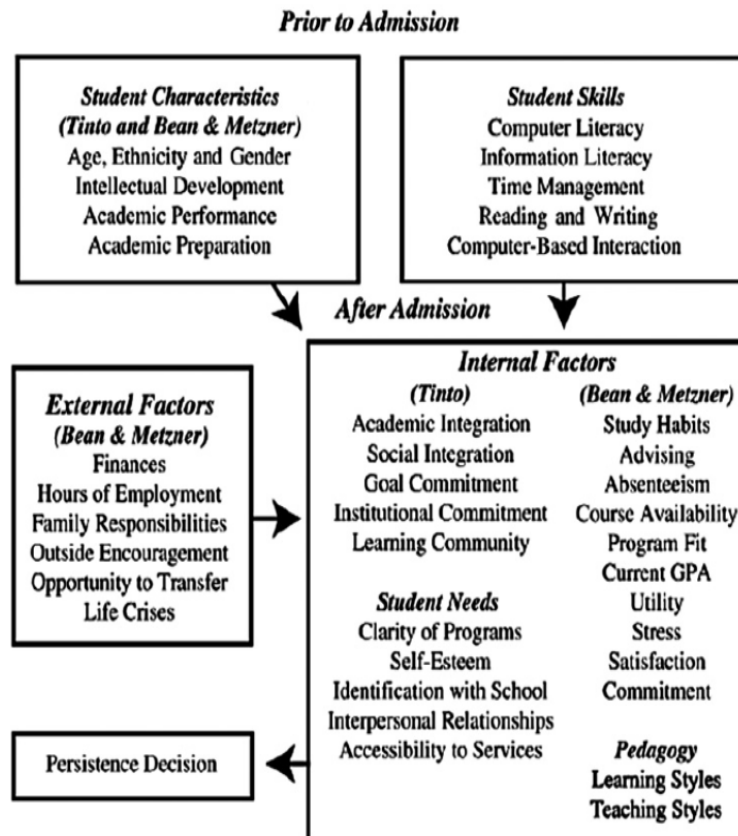 Prior to Admission
Student Characteristics
(Tinto and Bean & Metzner)
Age, Ethnicity and Gender
Intellectual Development
Academic Performance
Academic Preparation
Student Skills
Computer Literacy
Information Literacy
Time Management
Reading and Writing
Computer-Based Interaction
After Admission
External Factors
(Bean & Metzner)
Finances
Hours of Employment
Family Responsibilities
Outside Encouragement
Opportunity to Transfer
Life Crises
Internal Factors
(Tinto)
Academic Integration
Social Integration
Goal Commitment
Institutional Commitment
Learning Community
Student Needs
Clarity of Programs
Self-Esteem
Identification with School
Interpersonal Relationships
Accessibility to Services
(Bean & Metzner)
Study Habits
Advising
Absenteeism
Course Availability
Program Fit
Current GPA
Utility
Stress
Satisfaction
Commitment
Pedagogy
Learning Styles
Teaching Styles
Persistence Decision